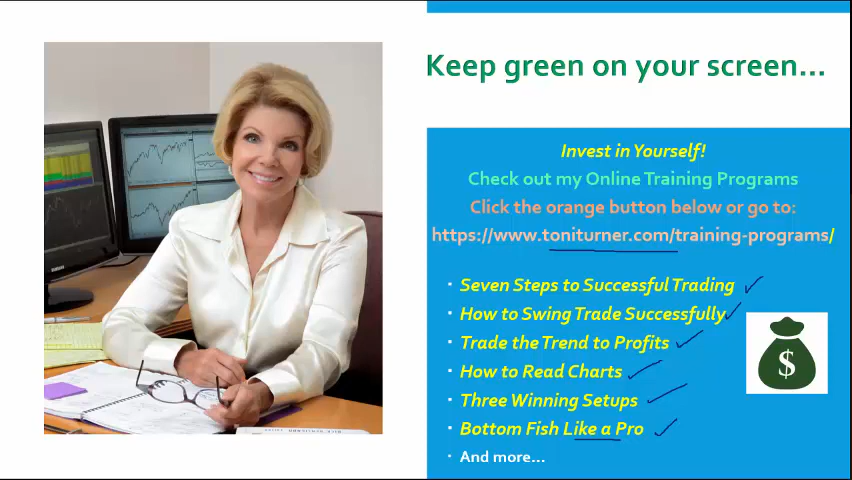 Keep green on your screen...
Invest in Yourself!
Check out my Online Training Programs
Click the orange button below or go to:
https://www.toniturner.com/training-programs/
• Seven Steps to Successful Trading
• How to Swing Trade Successfully
• Trade the Trend to Profits
• How to Read Charts
• Three Winning Setups
• Bottom Fish Like a Pro
• And more...
$